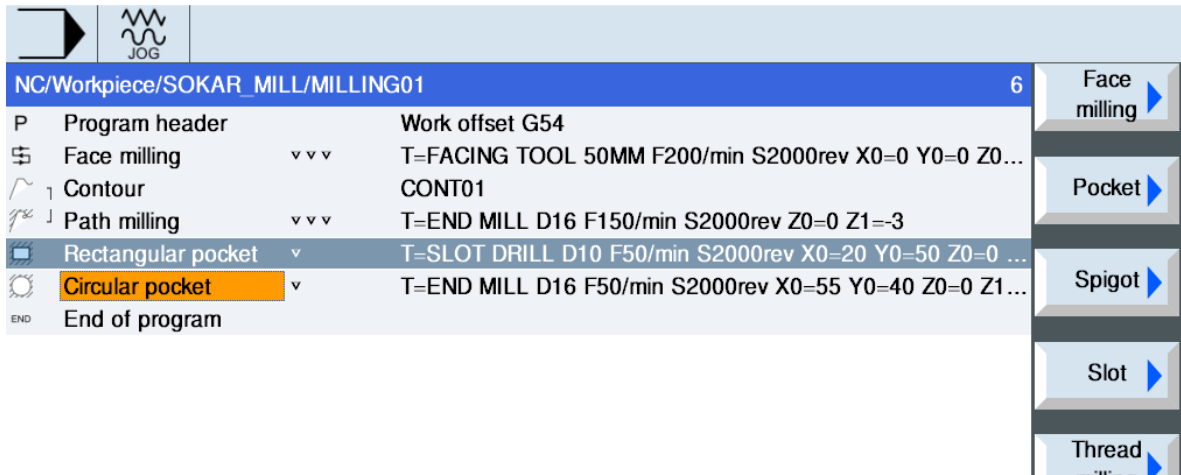 JOG
NC/Workpiece/SOKAR_MILL/MILLING01 6
P Program header Work offset G54
Face milling ▿ ▿ ▿ T=FACING TOOL 50MM F200/min S2000rev X0=0 Y0=0 Z0...
Contour CONT01
Path milling ▿ ▿ ▿ T=END MILL D16 F150/min S2000rev Z0=0 Z1=-3
Rectangular pocket ▿ T=SLOT DRILL D10 F50/min S2000rev X0=20 Y0=50 Z0=0 ...
Circular pocket ▿ T=END MILL D16 F50/min S2000rev X0=55 Y0=40 Z0=0 Z1...
END End of program
Face
milling
Pocket
Spigot
Slot
Thread